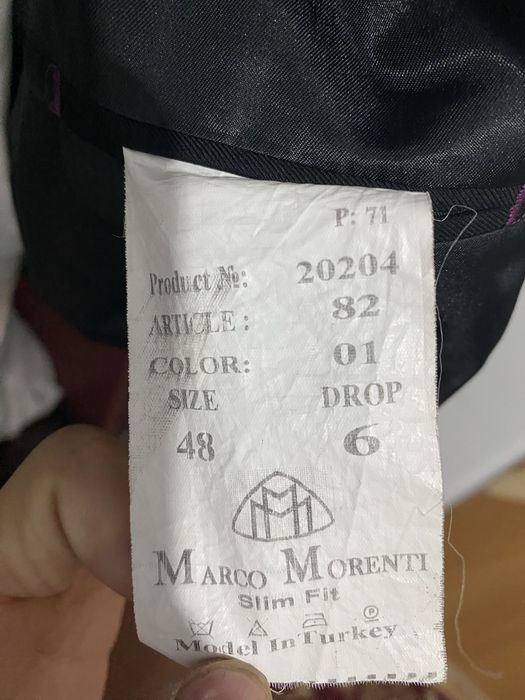 P: 71
Product №: 20204
ARTICLE: 82
COLOR: 01
SIZE DROP
48 6
MARCO MORENTI
Slim Fit
Model In Turkey